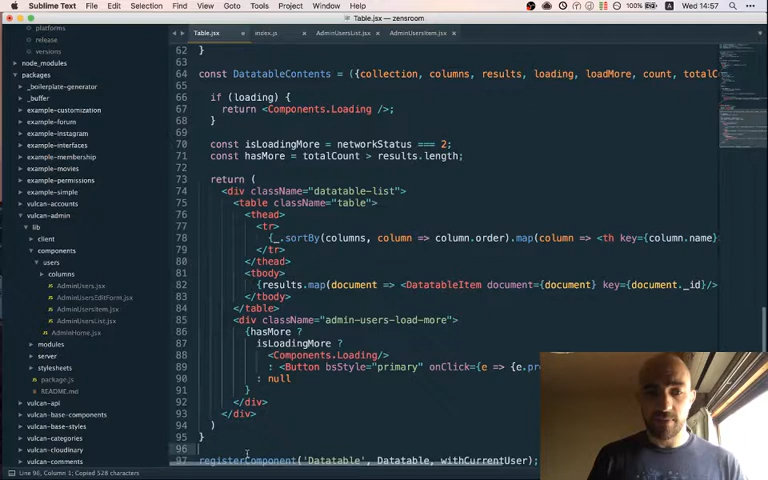 Sublime Text File Edit Selection Find View Goto Tools Project Window Help 100% AM 14:57
Table.jsx — zensroom
Table.jsx index.js AdminUsersList.jsx AdminUsersItem.jsx
platforms
release
versions
node_modules
packages
_boilerplate-generator
_buffer
example-customization
example-forum
example-instagram
example-interfaces
example-membership
example-movies
example-permissions
example-simple
vulcan-accounts
vulcan-admin
lib
client
components
users
columns
AdminUsers.jsx
AdminUsersEditForm.jsx
AdminUsersItem.jsx
AdminUsersList.jsx
AdminHome.jsx
modules
server
stylesheets
package.js
README.md
vulcan-api
vulcan-base-components
vulcan-base-styles
vulcan-categories
vulcan-cloudinary
vulcan-comments
62 }
63
64 const DatatableContents = ({collection, columns, results, loading, loadMore, count, totalC
65
66 if (loading) {
67 return <Components.Loading />;
68 }
69
70 const isLoadingMore = networkStatus === 2;
71 const hasMore = totalCount > results.length;
72
73 return (
74 <div className="datatable-list">
75 <table className="table">
76 <thead>
77 <tr>
78 {_.sortBy(columns, column => column.order).map(column => <th key={column.name}
79 </tr>
80 </thead>
81 <tbody>
82 {results.map(document => <DatatableItem document={document} key={document._id}/>
83 </tbody>
84 </table>
85 <div className="admin-users-load-more">
86 {hasMore ?
87 isLoadingMore ?
88 <Components.Loading/>
89 : <Button bsStyle="primary" onClick={e => {e.pre
90 : null
91 }
92 </div>
93 </div>
94 )
95 }
96
97 registerComponent('Datatable', Datatable, withCurrentUser);
Line 96, Column 1; Copied 528 characters